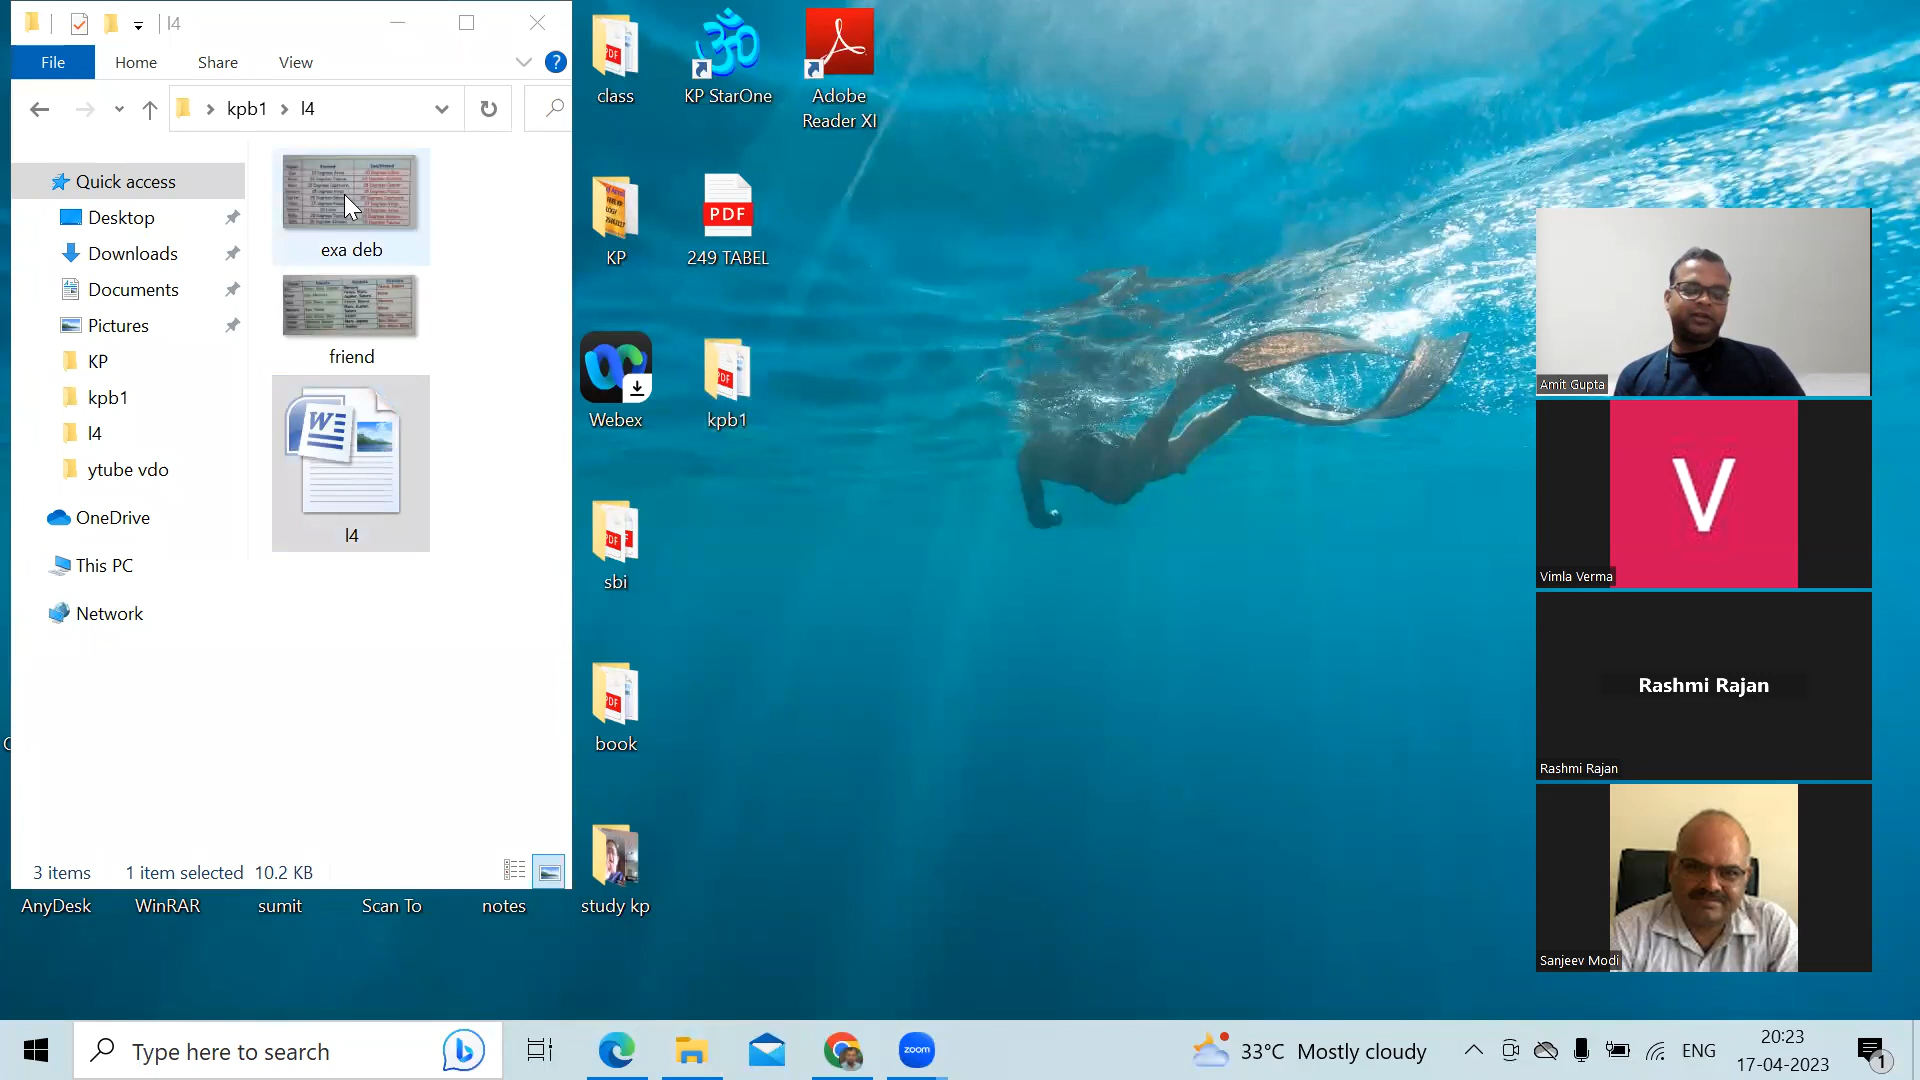 l4
File
Home
Share
View
kpb1
l4
Quick access
Desktop
Downloads
Documents
Pictures
KP
kpb1
l4
ytube vdo
OneDrive
This PC
Network
exa deb
friend
l4
3 items
1 item selected 10.2 KB
AnyDesk
WinRAR
sumit
Scan To
notes
class
KP StarOne
Adobe
Reader XI
KP
PDF
249 TABEL
Webex
kpb1
sbi
book
study kp
Amit Gupta
V
Vimla Verma
Rashmi Rajan
Rashmi Rajan
Sanjeev Modi
Type here to search
zoom
33°C Mostly cloudy
ENG
20:23
17-04-2023
1